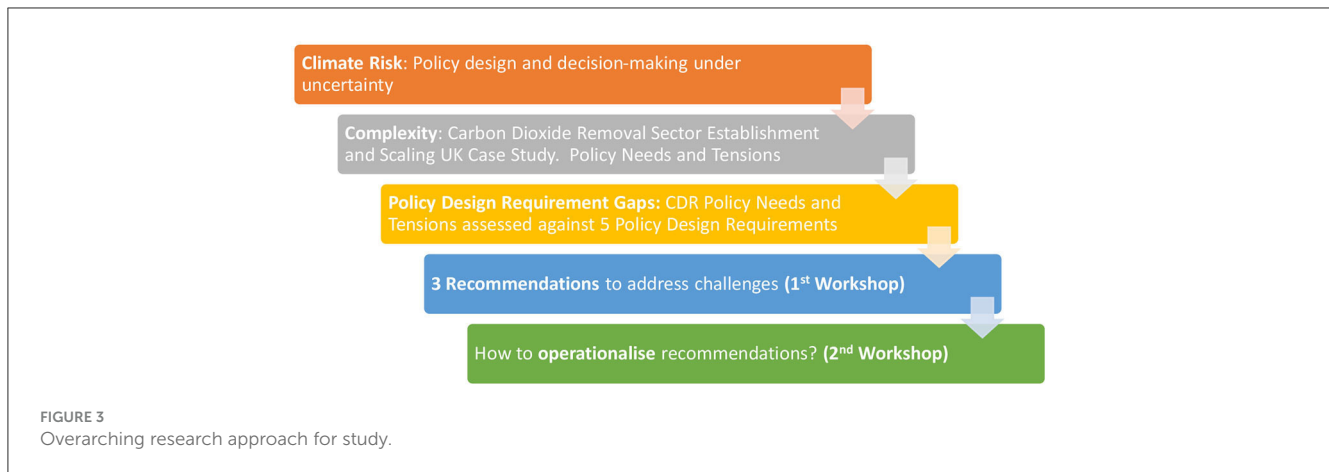 Climate Risk: Policy design and decision-making under
uncertainty
Complexity: Carbon Dioxide Removal Sector Establishment
and Scaling UK Case Study. Policy Needs and Tensions
Policy Design Requirement Gaps: CDR Policy Needs and
Tensions assessed against 5 Policy Design Requirements
3 Recommendations to address challenges (1st Workshop)
How to operationalise recommendations? (2nd Workshop)
FIGURE 3
Overarching research approach for study.